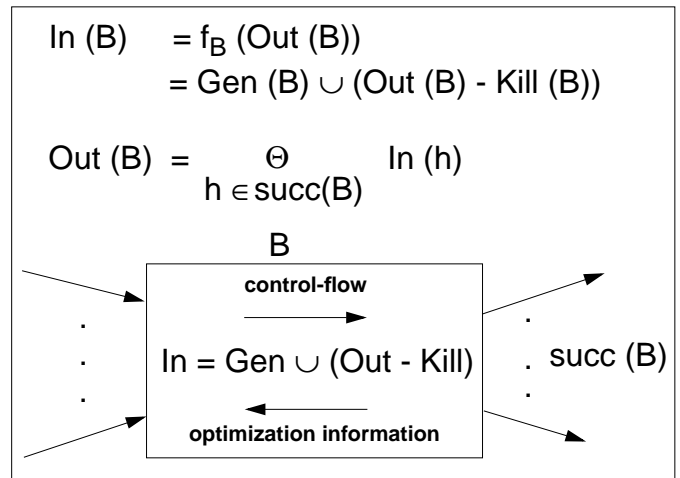 In (B) = f_B (Out (B))
= Gen (B) ∪ (Out (B) - Kill (B))
Out (B) = Θ In (h)
h ∈ succ(B)
B
control-flow
In = Gen ∪ (Out - Kill)
succ (B)
optimization information